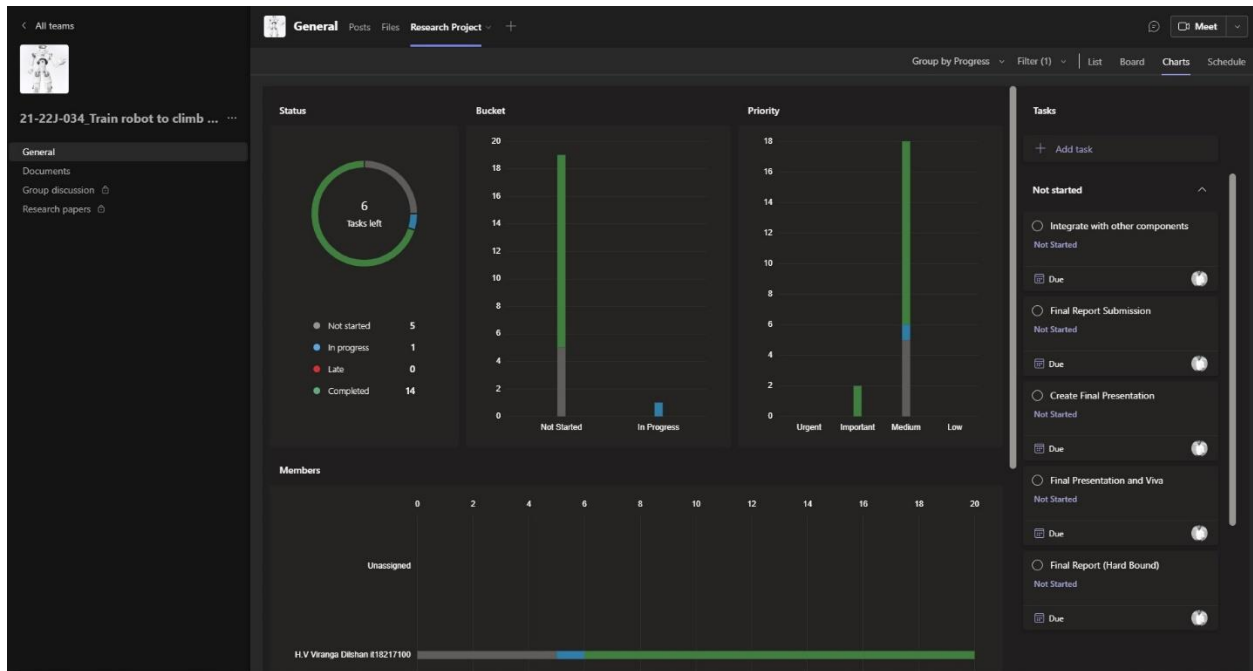 All teams
21-22J-034_Train robot to climb ... ...
General
Documents
Group discussion
Research papers
General Posts Files Research Project
Meet
Group by Progress Filter (1) List Board Charts Schedule
Status
6
Tasks left
Not started 5
In progress 1
Late 0
Completed 14
Bucket
20
18
16
14
12
10
8
6
4
2
0
Not Started In Progress
Priority
18
16
14
12
10
8
6
4
2
0
Urgent Important Medium Low
Members
0 2 4 6 8 10 12 14 16 18 20
Unassigned
H.V Viranga Dilshan it18217100
Tasks
Add task
Not started
Integrate with other components
Not Started
Due
Final Report Submission
Not Started
Due
Create Final Presentation
Not Started
Due
Final Presentation and Viva
Not Started
Due
Final Report (Hard Bound)
Not Started
Due